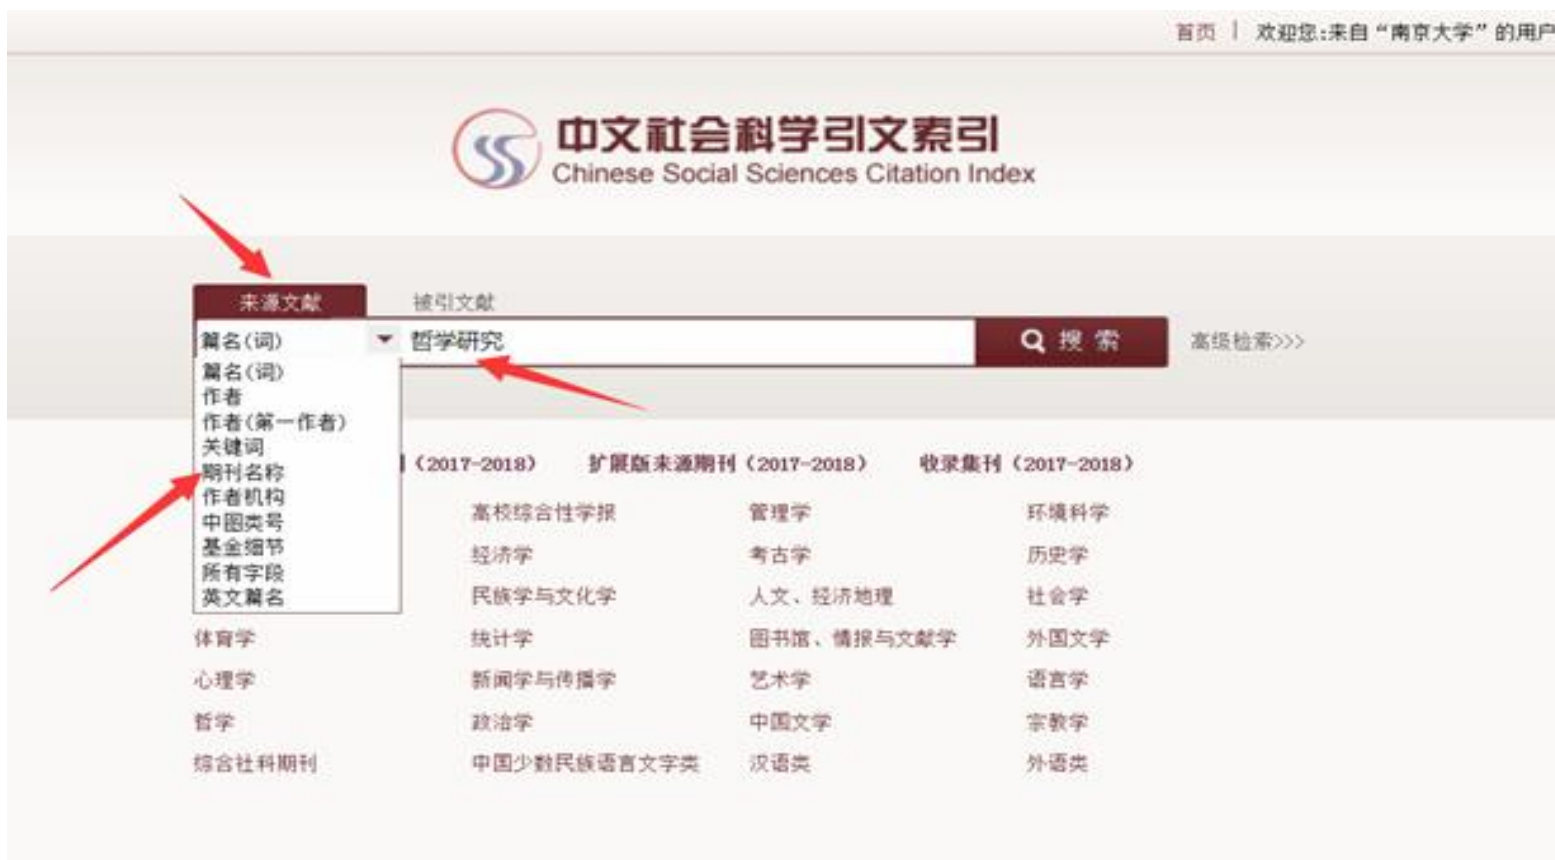 首页 | 欢迎您:来自“南京大学”的用户
中文社会科学引文索引
Chinese Social Sciences Citation Index
来源文献 被引文献
篇名(词) 哲学研究 搜索 高级检索>>>
篇名(词)
作者
作者(第一作者)
关键词
期刊名称
作者机构
中图类号
基金细节
所有字段
英文篇名
(2017-2018) 扩展版来源期刊(2017-2018) 收录集刊(2017-2018)
高校综合性学报 管理学 环境科学
经济学 考古学 历史学
民族学与文化学 人文、经济地理 社会学
体育学 统计学 图书馆、情报与文献学 外国文学
心理学 新闻学与传播学 艺术学 语言学
哲学 政治学 中国文学 宗教学
综合社科期刊 中国少数民族语言文字类 汉语类 外语类